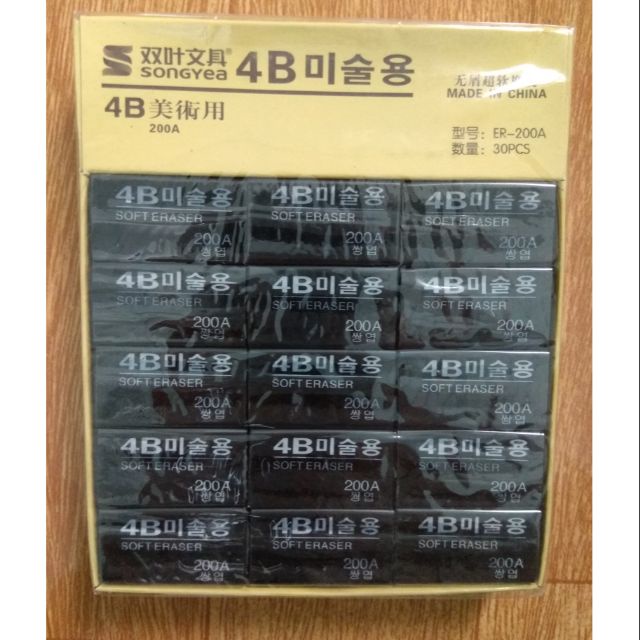 双叶文具®
SONGYEA
4B미술용
4B美術用
200A
无屑超软
MADE IN CHINA
型号: ER-200A
数量: 30PCS
4B미술용
SOFT ERASER
200A
쌍엽
4B미술용
SOFT ERASER
200A
쌍엽
4B미술용
SOFT ERASER
200A
쌍엽
4B미술용
SOFT ERASER
200A
쌍엽
4B미술용
SOFT ERASER
200A
쌍엽
4B미술용
SOFT ERASER
200A
쌍엽
4B미술용
SOFT ERASER
200A
쌍엽
4B미술용
SOFT ERASER
200A
쌍엽
4B미술용
SOFT ERASER
200A
쌍엽
4B미술용
SOFT ERASER
200A
쌍엽
4B미술용
SOFT ERASER
200A
쌍엽
4B미술용
SOFT ERASER
200A
쌍엽
4B미술용
SOFT ERASER
200A
쌍엽
4B미술용
SOFT ERASER
200A
쌍엽
4B미술용
SOFT ERASER
200A
쌍엽